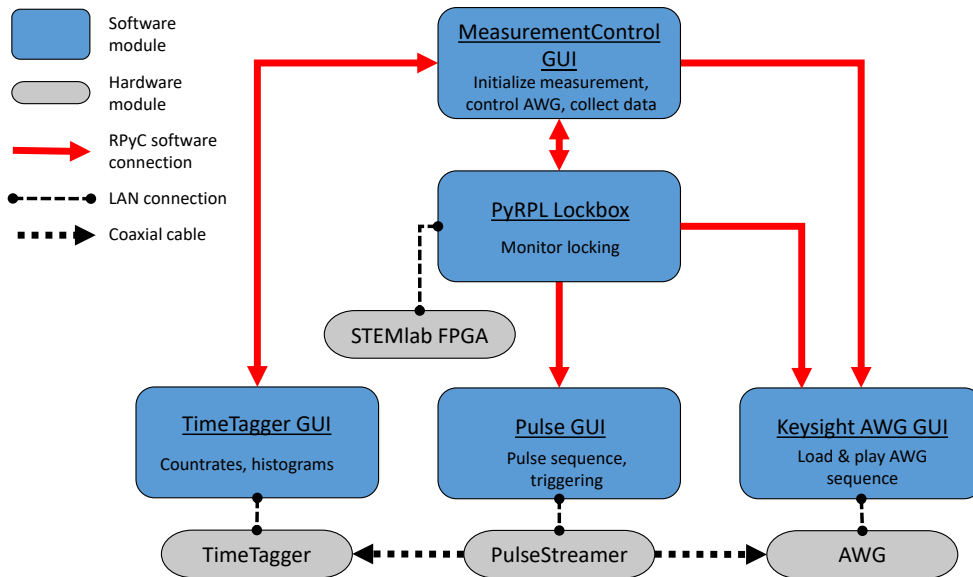 Software
module
Hardware
module
RPyC software
connection
LAN connection
Coaxial cable
MeasurementControl
GUI
Initialize measurement,
control AWG, collect data
PyRPL Lockbox
Monitor locking
STEMlab FPGA
TimeTagger GUI
Countrates, histograms
Pulse GUI
Pulse sequence,
triggering
Keysight AWG GUI
Load & play AWG
sequence
TimeTagger
PulseStreamer
AWG